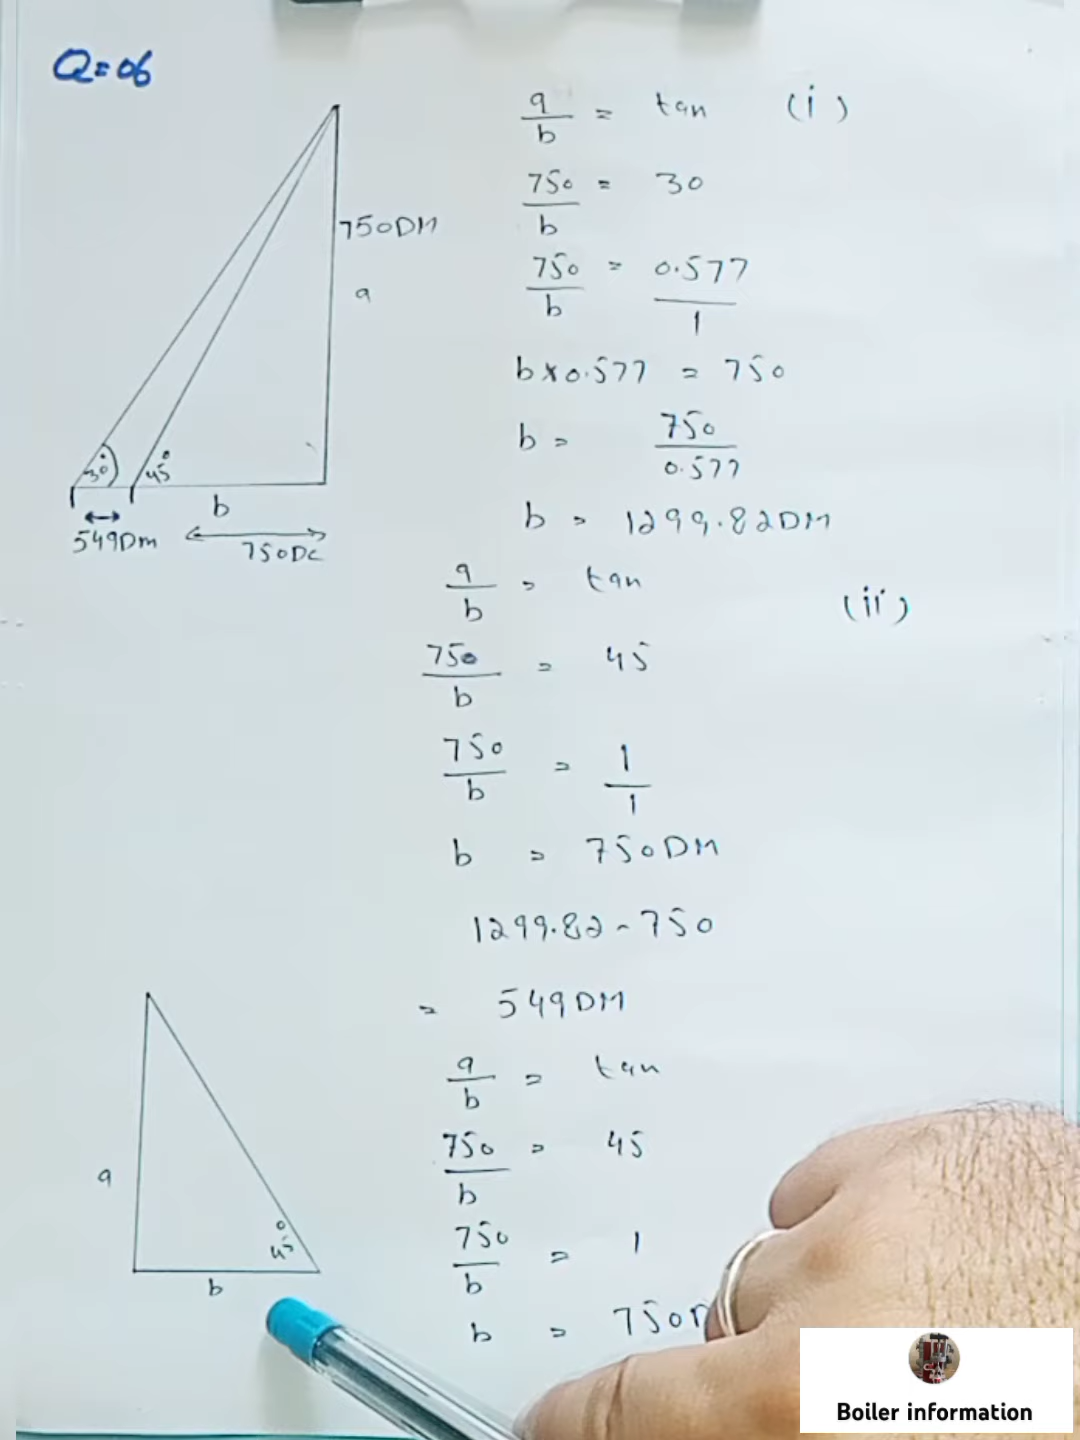 Q=06
750DM
a
30°
45°
b
549Dm
750DC
a/b = tan (i)
750/b = 30
750/b = 0.577/1
b×0.577 = 750
b = 750/0.577
b = 1299.82DM
a/b = tan (ii)
750/b = 45
750/b = 1/1
b = 750DM
1299.82-750
= 549DM
a/b = tan
750/b = 45
750/b = 1
b = 750D
a
45°
b
Boiler information